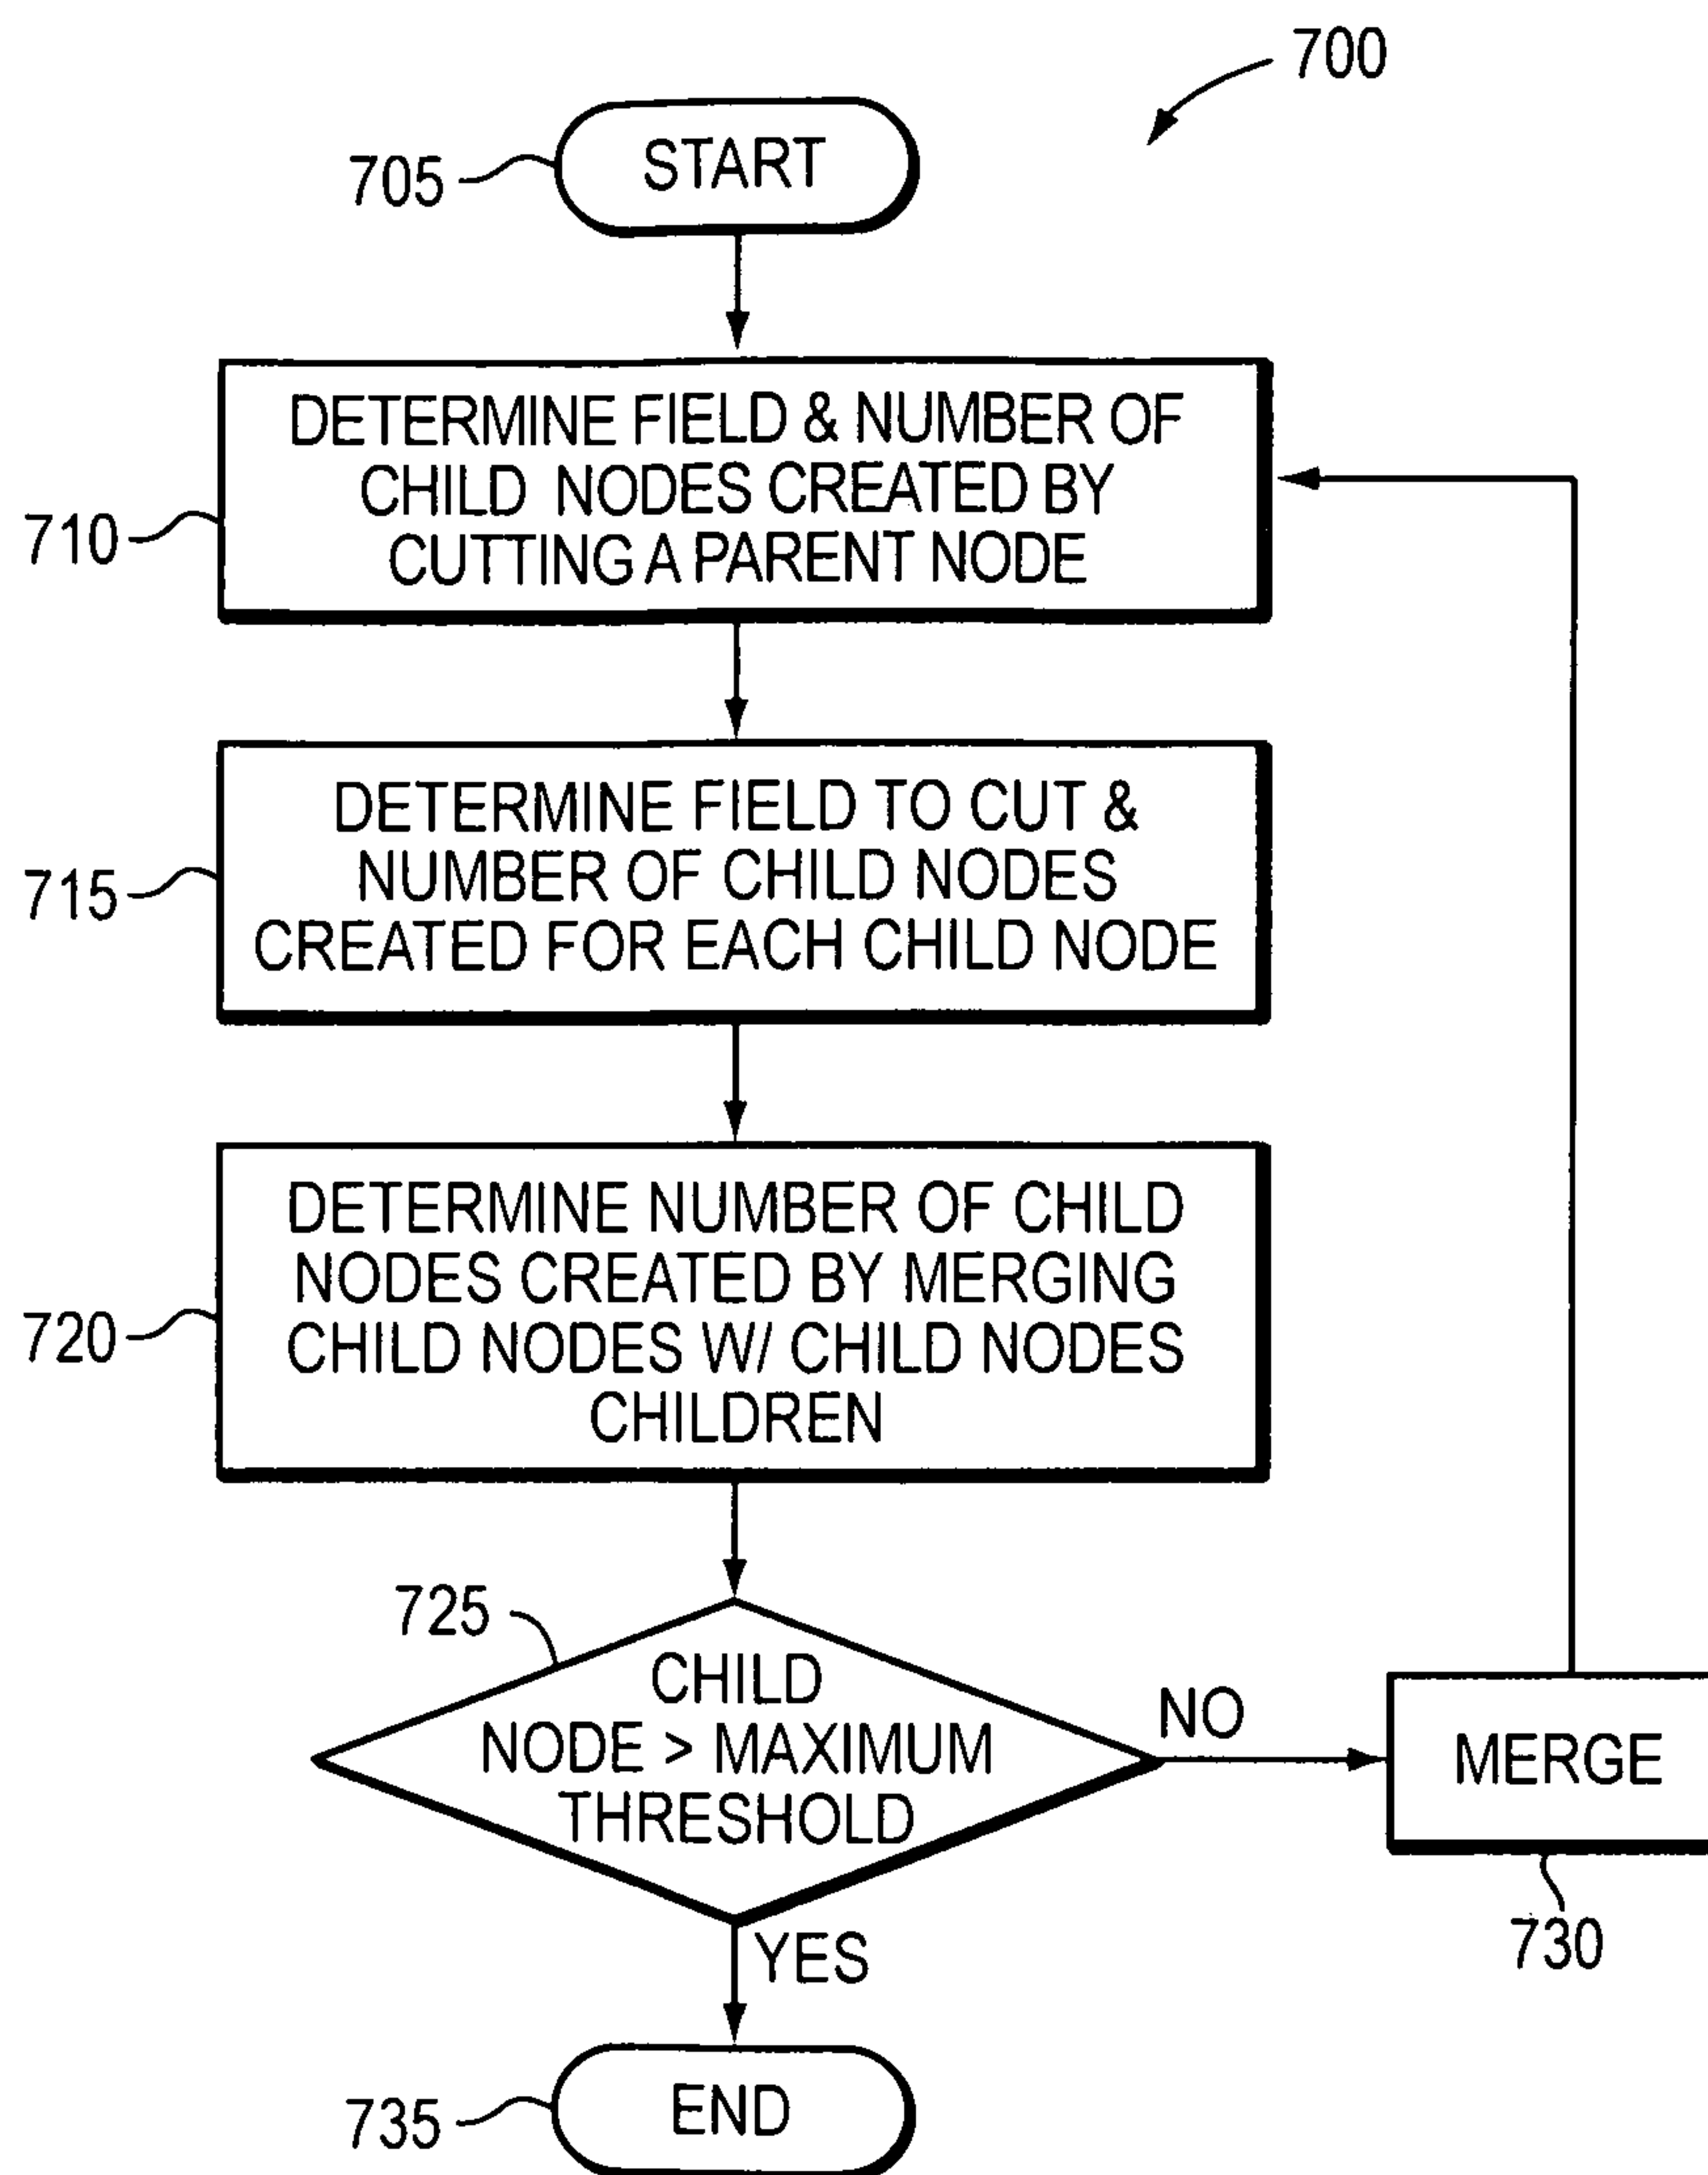 700
705
START
DETERMINE FIELD & NUMBER OF
CHILD NODES CREATED BY
CUTTING A PARENT NODE
710
DETERMINE FIELD TO CUT &
NUMBER OF CHILD NODES
CREATED FOR EACH CHILD NODE
715
DETERMINE NUMBER OF CHILD
NODES CREATED BY MERGING
CHILD NODES W/ CHILD NODES
CHILDREN
720
725
CHILD
NODE > MAXIMUM
THRESHOLD
NO
MERGE
730
YES
END
735